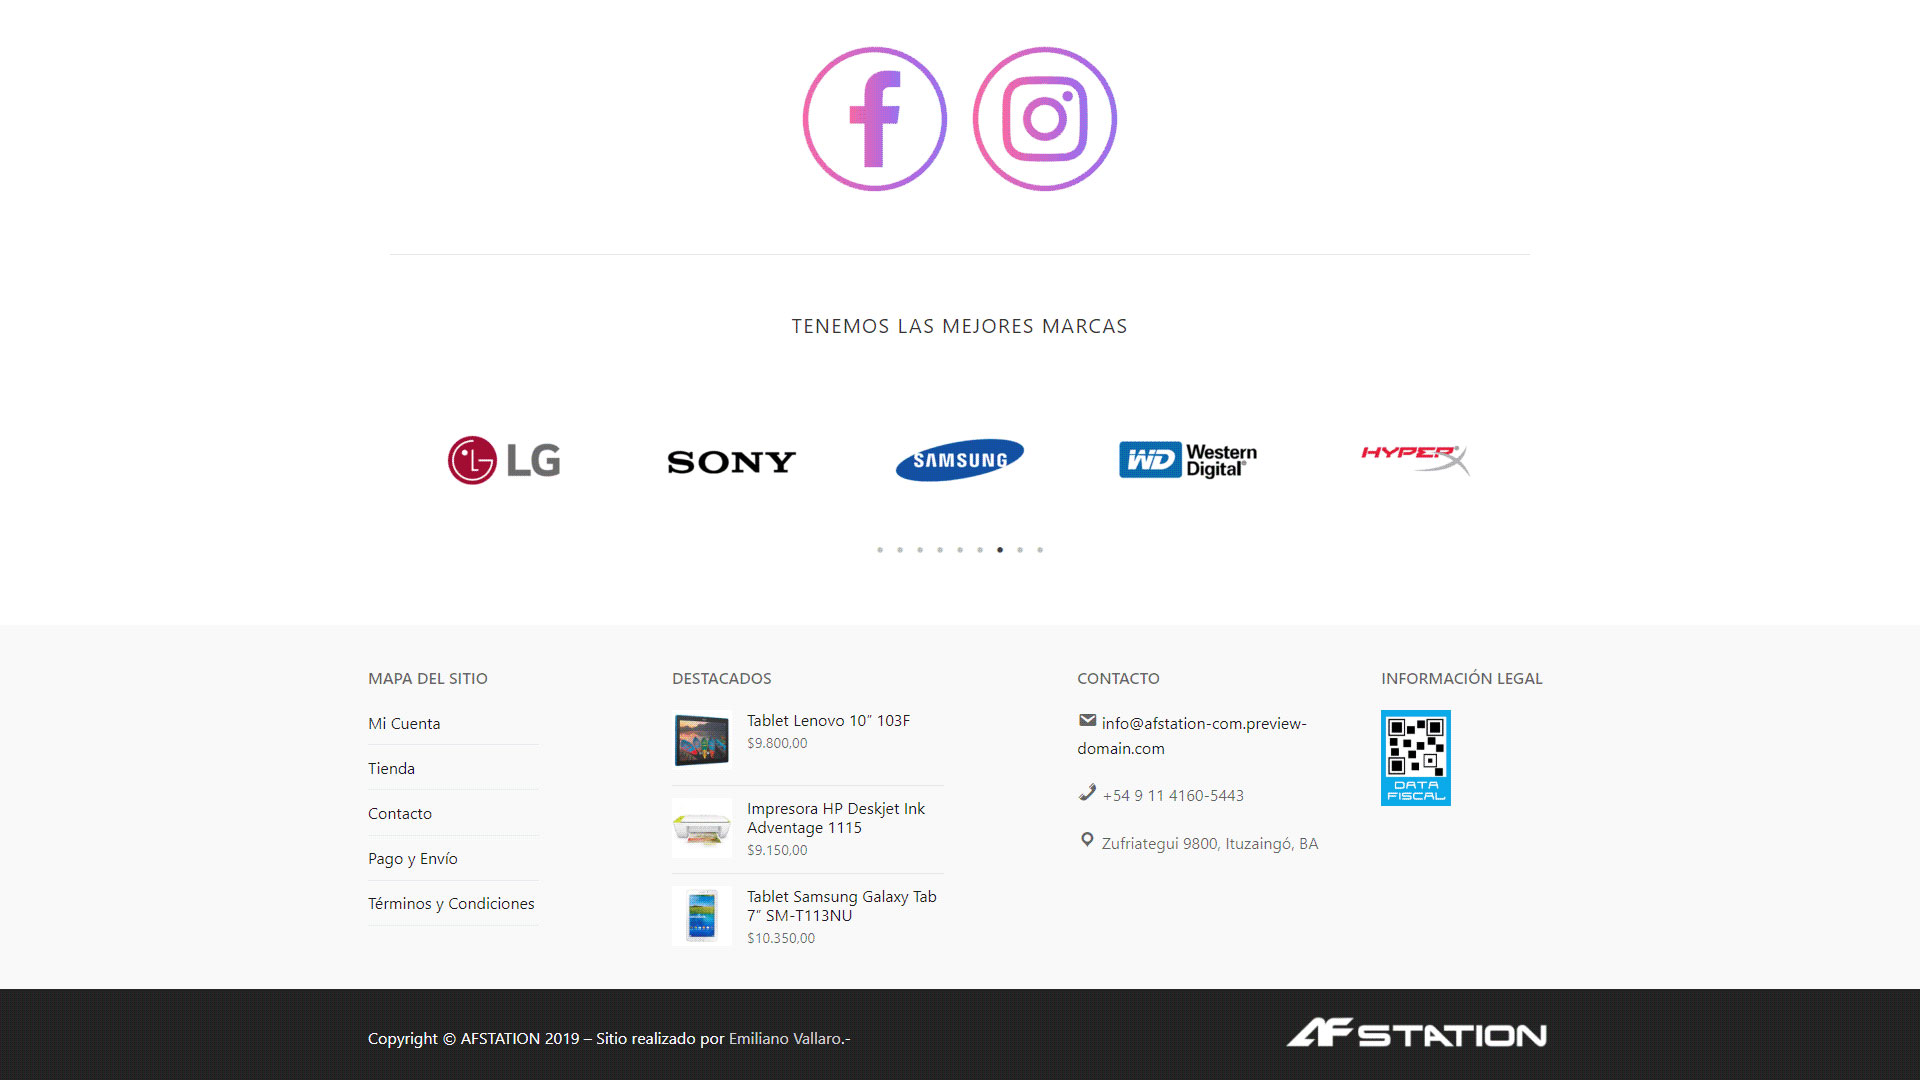 TENEMOS LAS MEJORES MARCAS
LG
SONY
SAMSUNG
WD Western Digital
HYPERX
MAPA DEL SITIO
Mi Cuenta
Tienda
Contacto
Pago y Envío
Términos y Condiciones
DESTACADOS
Tablet Lenovo 10” 103F
$9.800,00
Impresora HP Deskjet Ink
Adventage 1115
$9.150,00
Tablet Samsung Galaxy Tab
7” SM-T113NU
$10.350,00
CONTACTO
info@afstation-com.preview-
domain.com
+54 9 11 4160-5443
Zufriategui 9800, Ituzaingó, BA
INFORMACIÓN LEGAL
DATA
FISCAL
Copyright © AFSTATION 2019 – Sitio realizado por Emiliano Vallaro.-
AF STATION